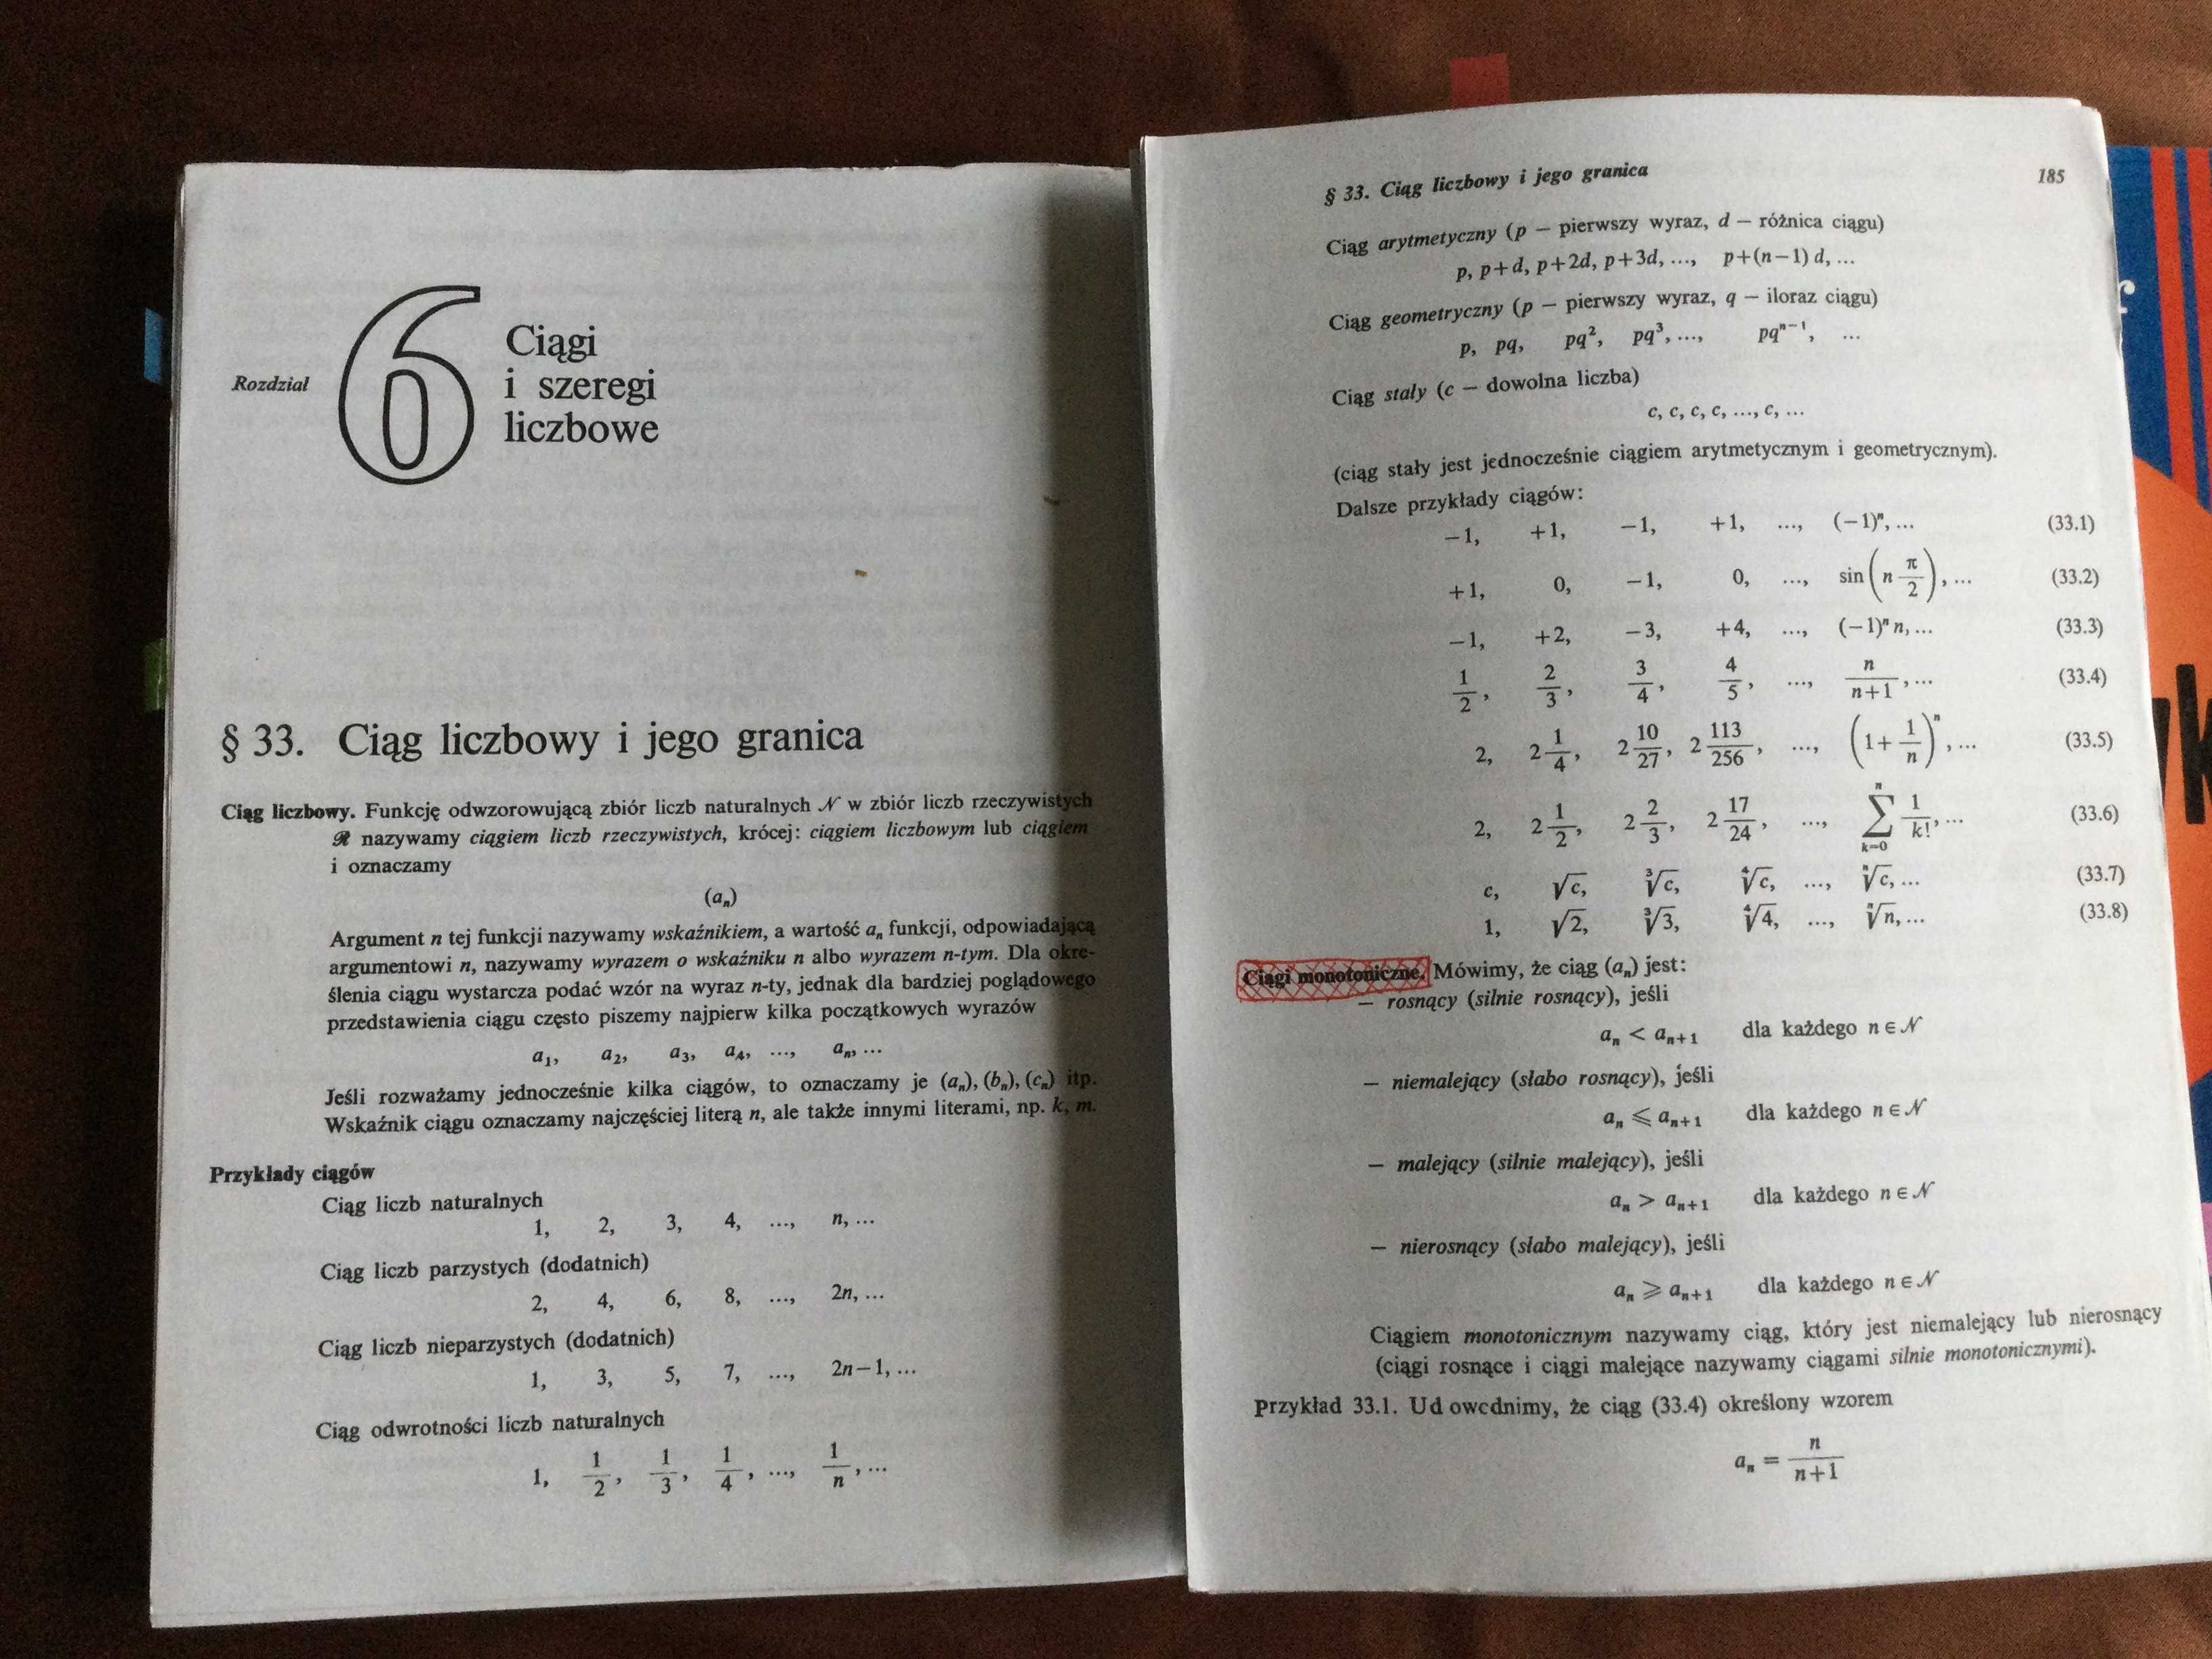 Rozdział
6
Ciągi
i szeregi
liczbowe
§ 33. Ciąg liczbowy i jego granica
Ciąg liczbowy. Funkcję odwzorowującą zbiór liczb naturalnych 𝒩 w zbiór liczb rzeczywistych
ℛ nazywamy ciągiem liczb rzeczywistych, krócej: ciągiem liczbowym lub ciągiem
i oznaczamy
(aₙ)
Argument n tej funkcji nazywamy wskaźnikiem, a wartość aₙ funkcji, odpowiadającą
argumentowi n, nazywamy wyrazem o wskaźniku n albo wyrazem n-tym. Dla okre-
ślenia ciągu wystarcza podać wzór na wyraz n-ty, jednak dla bardziej poglądowego
przedstawienia ciągu często piszemy najpierw kilka początkowych wyrazów
a₁, a₂, a₃, a₄, ..., aₙ, ...
Jeśli rozważamy jednocześnie kilka ciągów, to oznaczamy je (aₙ), (bₙ), (cₙ) itp.
Wskaźnik ciągu oznaczamy najczęściej literą n, ale także innymi literami, np. k, m.
Przykłady ciągów
Ciąg liczb naturalnych
1, 2, 3, 4, ..., n, ...
Ciąg liczb parzystych (dodatnich)
2, 4, 6, 8, ..., 2n, ...
Ciąg liczb nieparzystych (dodatnich)
1, 3, 5, 7, ..., 2n−1, ...
Ciąg odwrotności liczb naturalnych
1, 1/2, 1/3, 1/4, ..., 1/n, ...
§ 33. Ciąg liczbowy i jego granica 185
Ciąg arytmetyczny (p — pierwszy wyraz, d — różnica ciągu)
p, p+d, p+2d, p+3d, ..., p+(n−1) d, ...
Ciąg geometryczny (p — pierwszy wyraz, q — iloraz ciągu)
p, pq, pq², pq³, ..., pqⁿ⁻¹, ...
Ciąg stały (c — dowolna liczba)
c, c, c, c, ..., c, ...
(ciąg stały jest jednocześnie ciągiem arytmetycznym i geometrycznym).
Dalsze przykłady ciągów:
−1, +1, −1, +1, ..., (−1)ⁿ, ... (33.1)
+1, 0, −1, 0, ..., sin(n π/2), ... (33.2)
−1, +2, −3, +4, ..., (−1)ⁿ n, ... (33.3)
1/2, 2/3, 3/4, 4/5, ..., n/(n+1), ... (33.4)
2, 2 1/4, 2 10/27, 2 113/256, ..., (1+1/n)ⁿ, ... (33.5)
2, 2 1/2, 2 2/3, 2 17/24, ..., ∑ₖ₌₀ⁿ 1/k!, ... (33.6)
c, √c, ∛c, ∜c, ..., ⁿ√c, ... (33.7)
1, √2, ∛3, ∜4, ..., ⁿ√n, ... (33.8)
Ciągi monotoniczne. Mówimy, że ciąg (aₙ) jest:
— rosnący (silnie rosnący), jeśli
aₙ < aₙ₊₁ dla każdego n ∈ 𝒩
— niemalejący (słabo rosnący), jeśli
aₙ ⩽ aₙ₊₁ dla każdego n ∈ 𝒩
— malejący (silnie malejący), jeśli
aₙ > aₙ₊₁ dla każdego n ∈ 𝒩
— nierosnący (słabo malejący), jeśli
aₙ ⩾ aₙ₊₁ dla każdego n ∈ 𝒩
Ciągiem monotonicznym nazywamy ciąg, który jest niemalejący lub nierosnący
(ciągi rosnące i ciągi malejące nazywamy ciągami silnie monotonicznymi).
Przykład 33.1. Ud owcdnimy, że ciąg (33.4) określony wzorem
aₙ = n/(n+1)